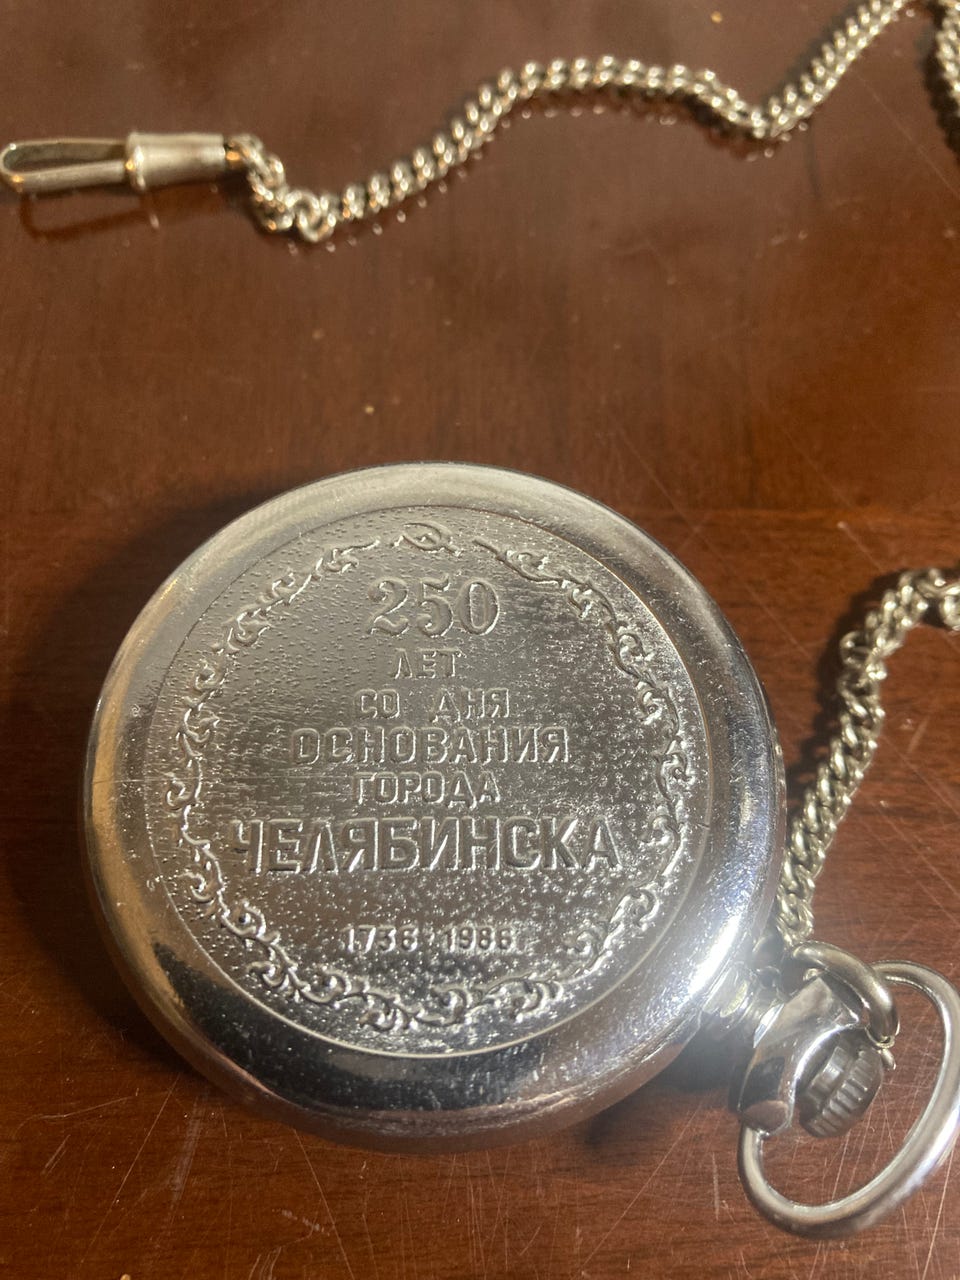 250
ЛЕТ
СО ДНЯ
ОСНОВАНИЯ
ГОРОДА
ЧЕЛЯБИНСКА
1736-1986